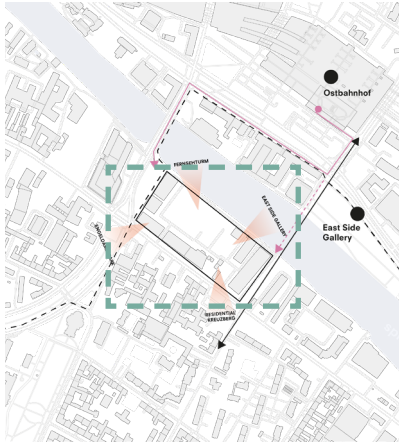 Ostbahnhof
FERNSEHTURM
EAST SIDE GALLERY
East Side
Gallery
RESIDENTIAL
KREUZBERG